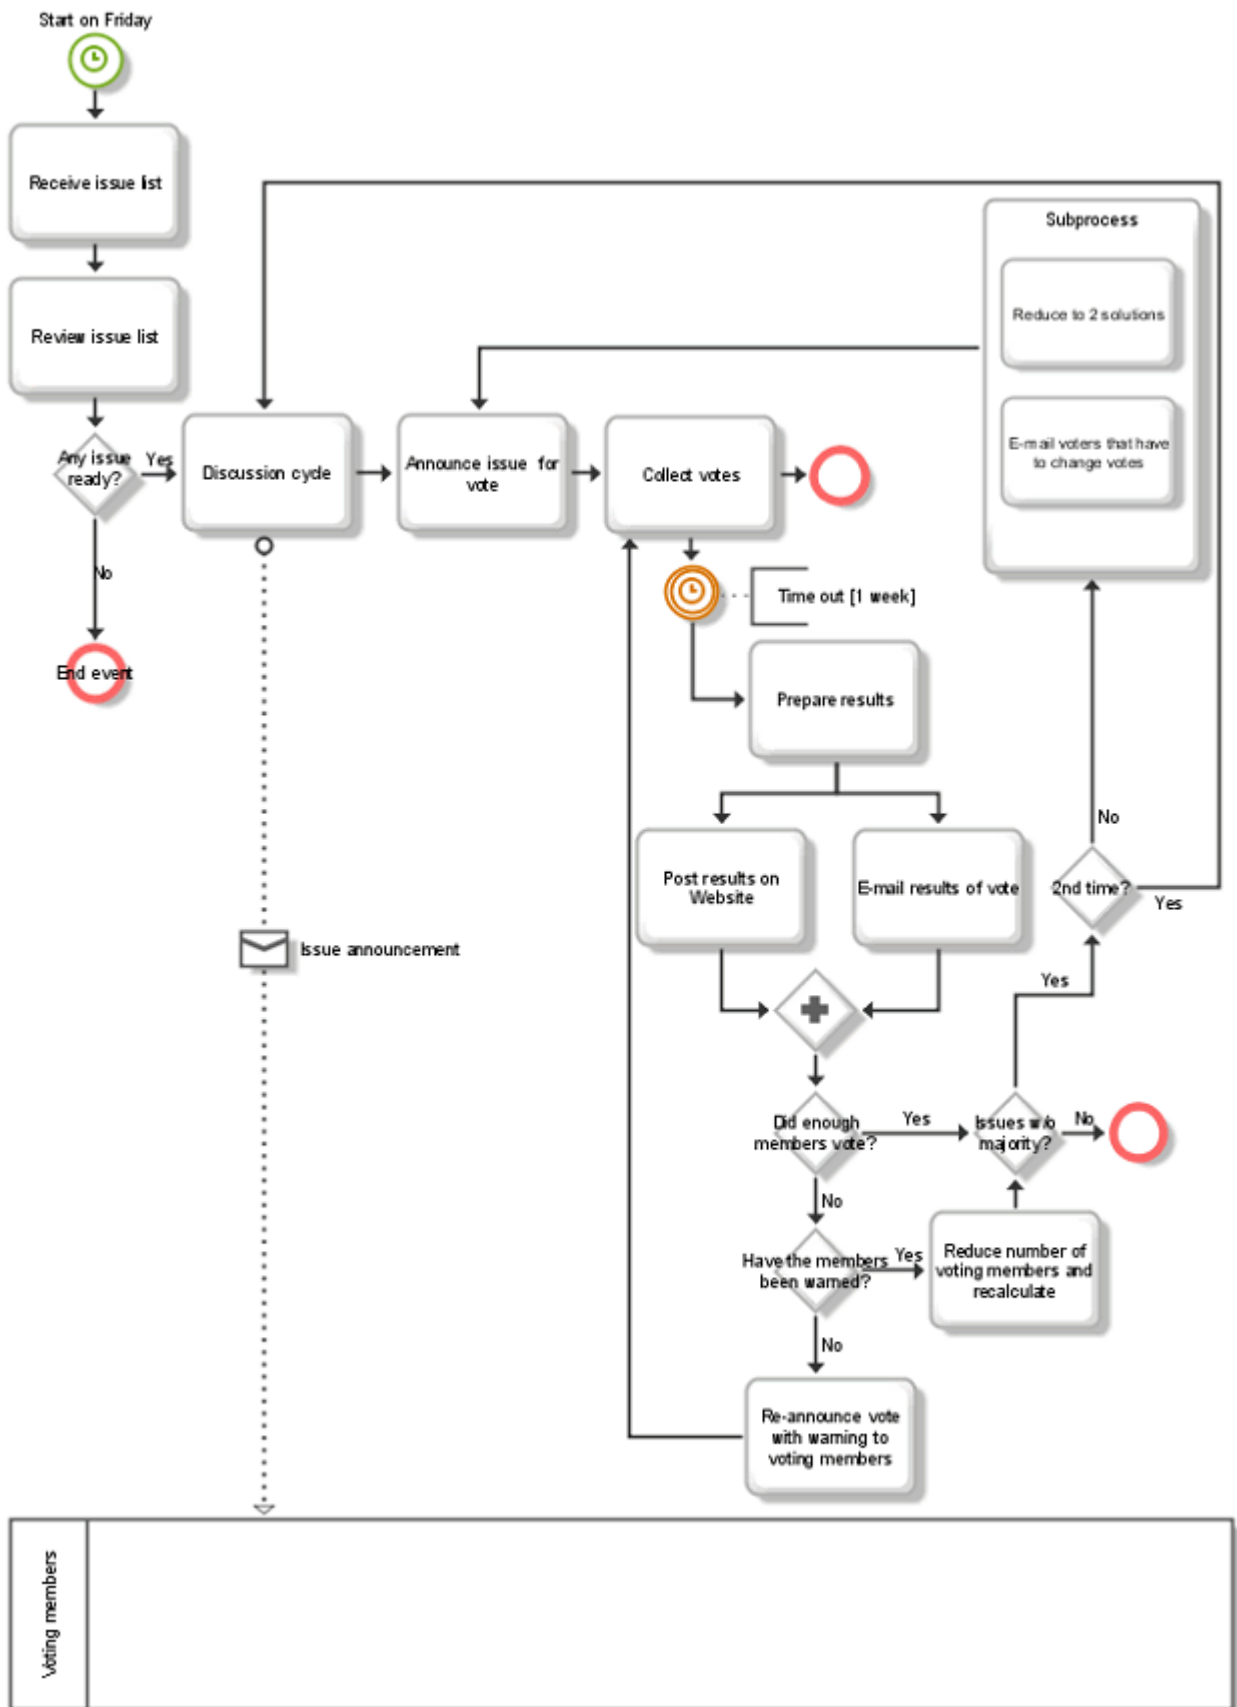 Start on Friday
Receive issue list
Subprocess
Reduce to 2 solutions
Review issue list
E-mail voters that have
to change votes
Any issue
ready?
Yes
Discussion cycle
Announce issue for
vote
Collect votes
No
Time out [1 week]
End event
Prepare results
No
Post results on
Website
E-mail results of vote
2nd time?
Yes
Issue announcement
Yes
Did enough
members vote?
Yes
Issues w/o
majority?
No
No
Have the members
been warned?
Yes
Reduce number of
voting members and
recalculate
No
Re-announce vote
with warning to
voting members
Voting members